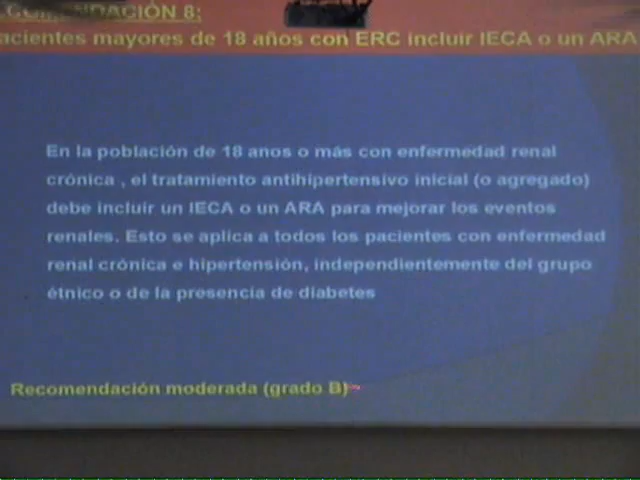 RECOMENDACIÓN 8:
acientes mayores de 18 años con ERC incluir IECA o un ARA
En la población de 18 anos o más con enfermedad renal
crónica , el tratamiento antihipertensivo inicial (o agregado)
debe incluir un IECA o un ARA para mejorar los eventos
renales. Esto se aplica a todos los pacientes con enfermedad
renal crónica e hipertensión, independientemente del grupo
étnico o de la presencia de diabetes
Recomendación moderada (grado B)